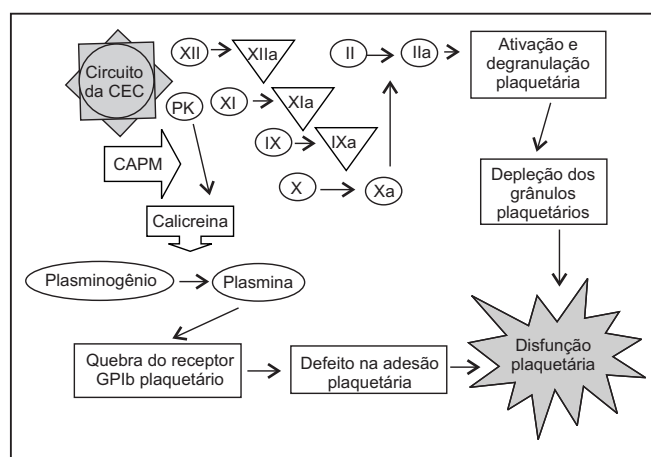 Circuito
da CEC
XII
XIIa
PK
XI
XIa
IX
IXa
X
Xa
II
IIa
Ativação e
degranulação
plaquetária
CAPM
Calicreina
Depleção dos
grânulos
plaquetários
Plasminogênio
Plasmina
Quebra do receptor
GPIb plaquetário
Defeito na adesão
plaquetária
Disfunção
plaquetária